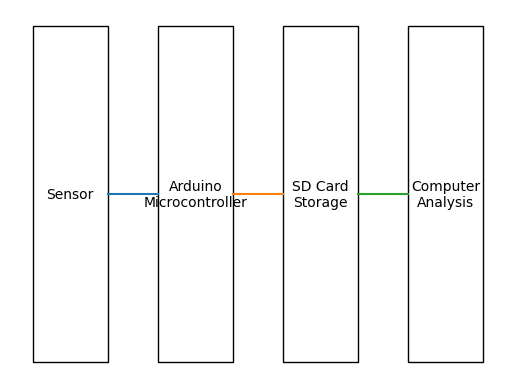 Sensor
Arduino
Microcontroller
SD Card
Storage
Computer
Analysis